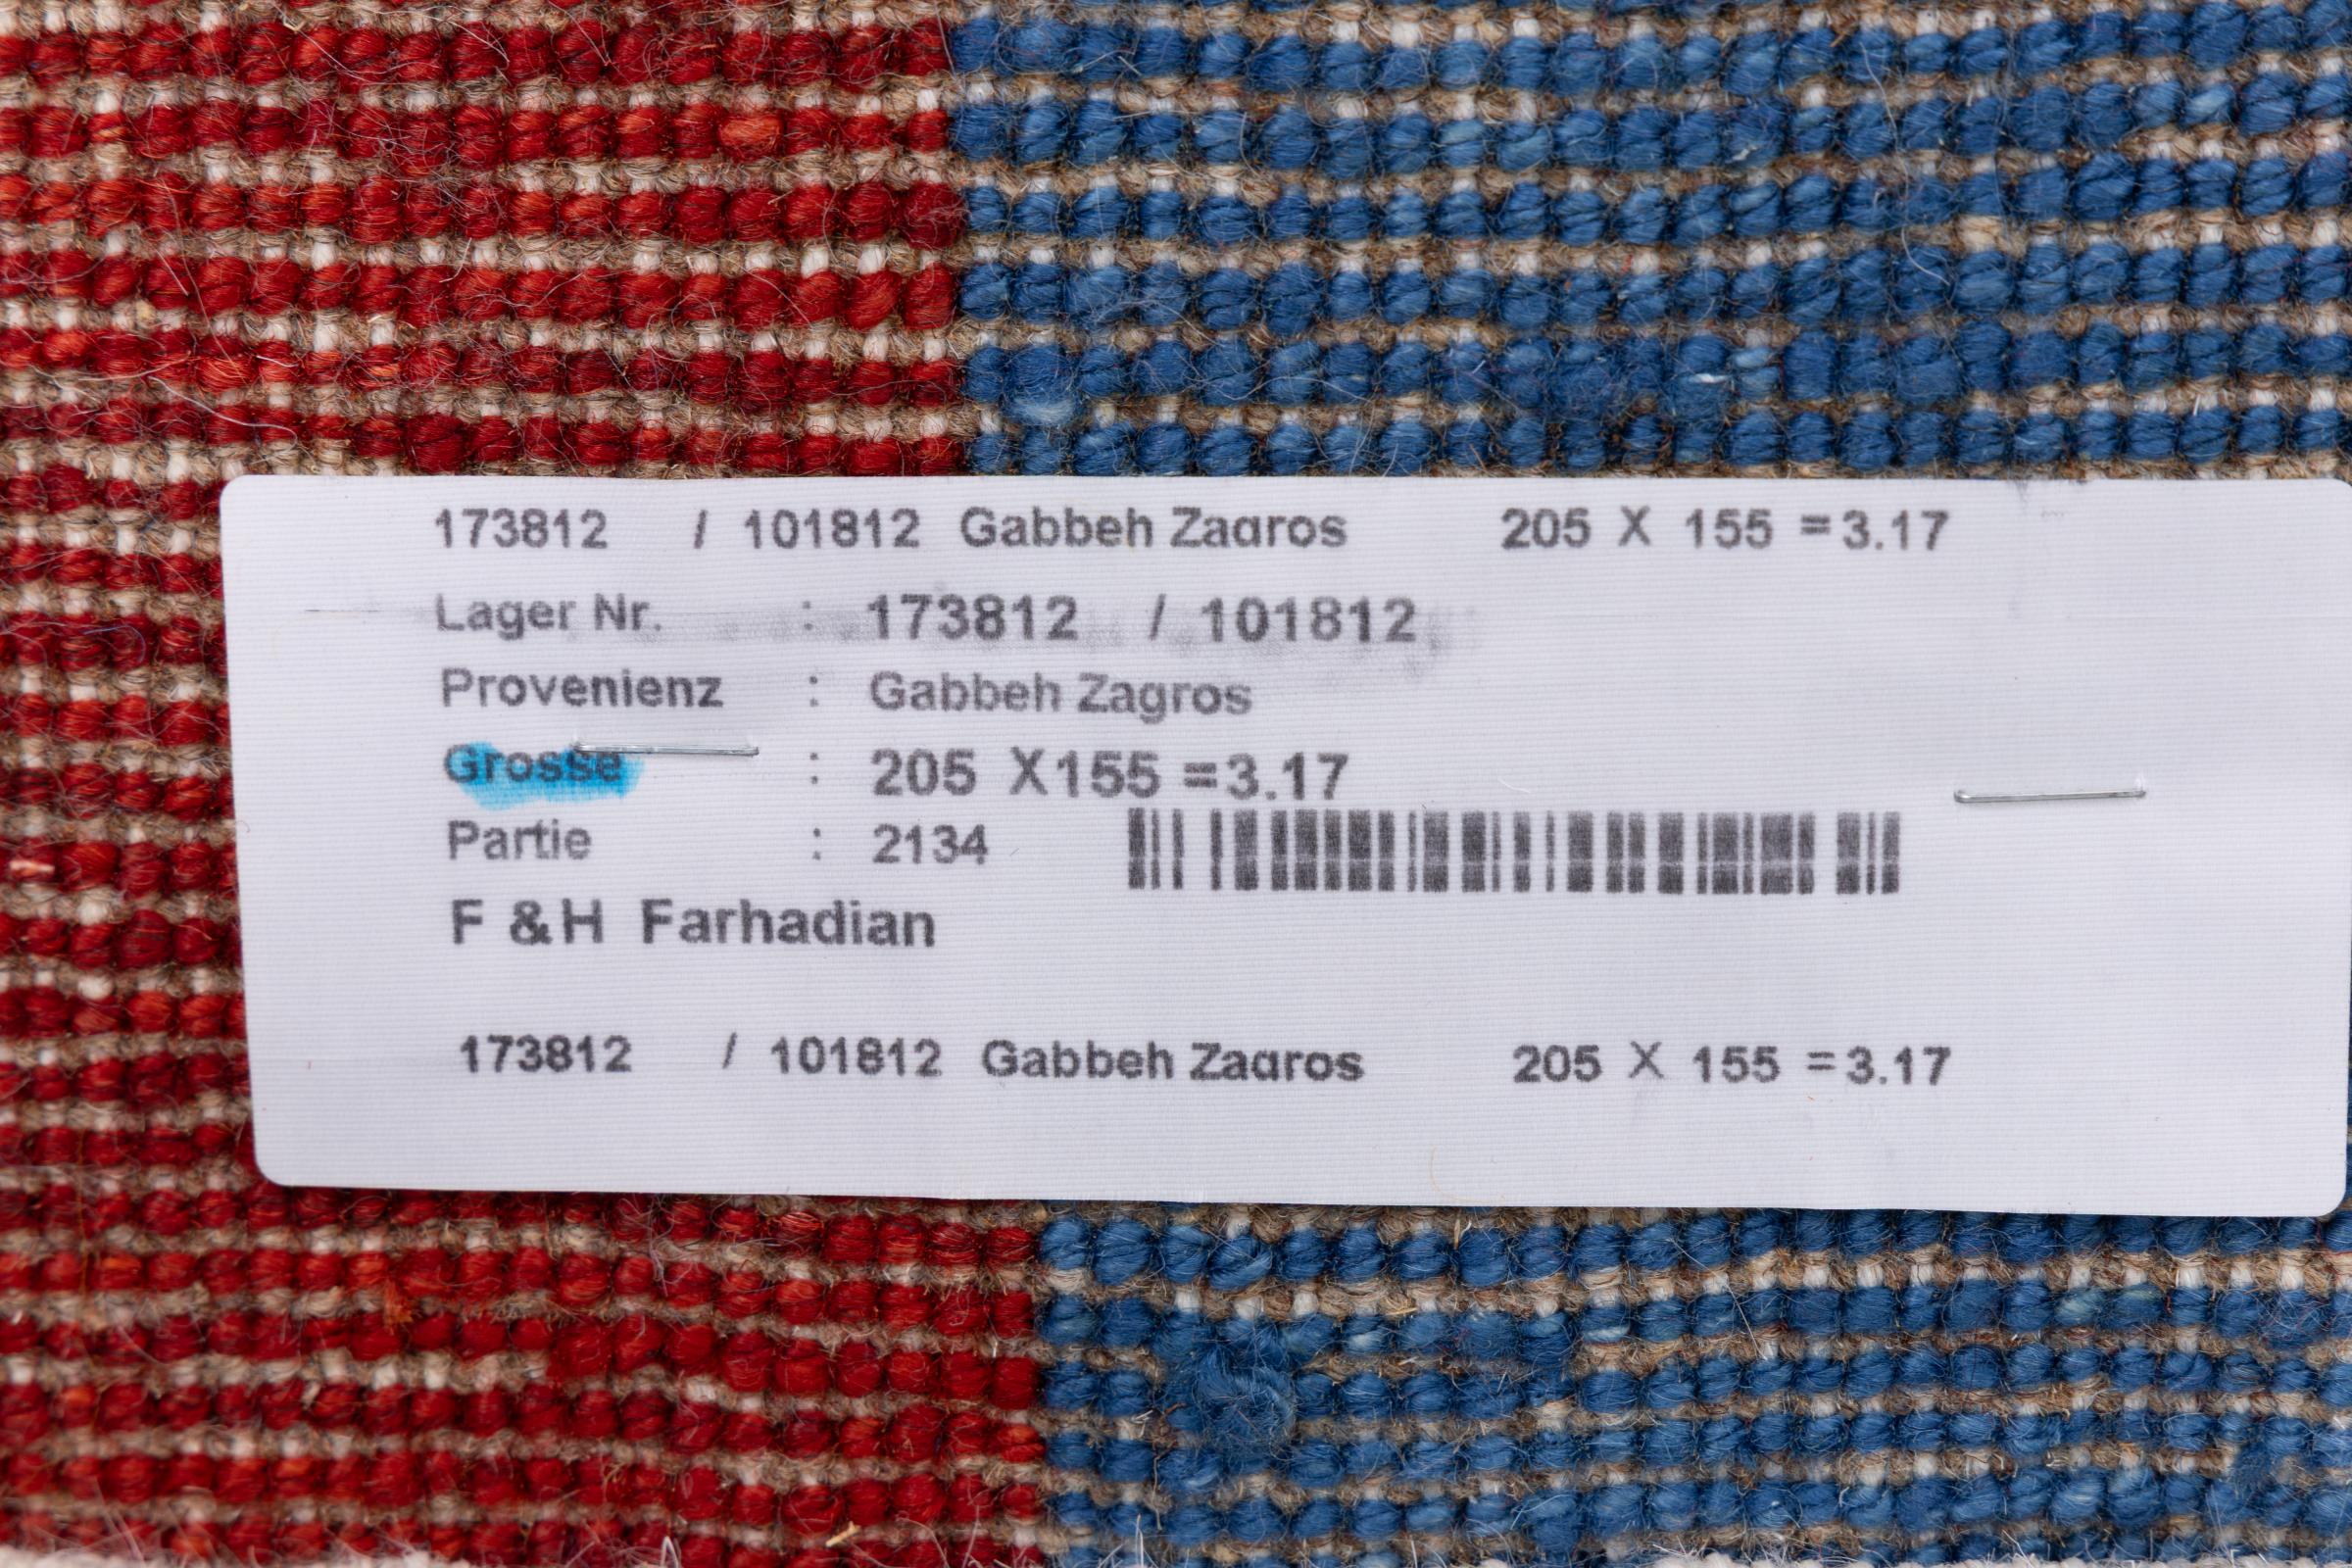 173812 / 101812 Gabbeh Zagros 205 X 155 =3.17
Lager Nr. : 173812 / 101812
Provenienz : Gabbeh Zagros
Grosse : 205 X155 =3.17
Partie : 2134
F &H Farhadian
173812 / 101812 Gabbeh Zagros 205 X 155 =3.17